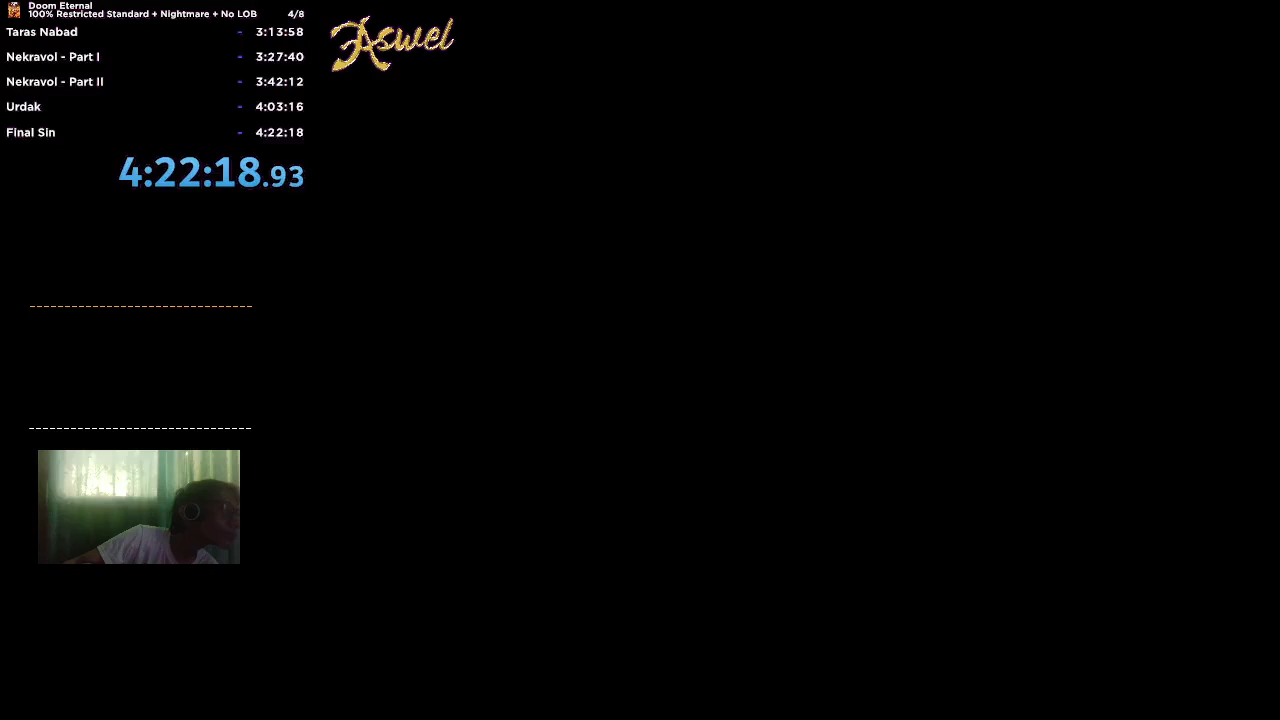 Doom Eternal
100% Restricted Standard + Nightmare + No LOB 4/8
Taras Nabad - 3:13:58
Nekravol - Part I - 3:27:40
Nekravol - Part II - 3:42:12
Urdak - 4:03:16
Final Sin - 4:22:18
4:22:18.93
Aswel